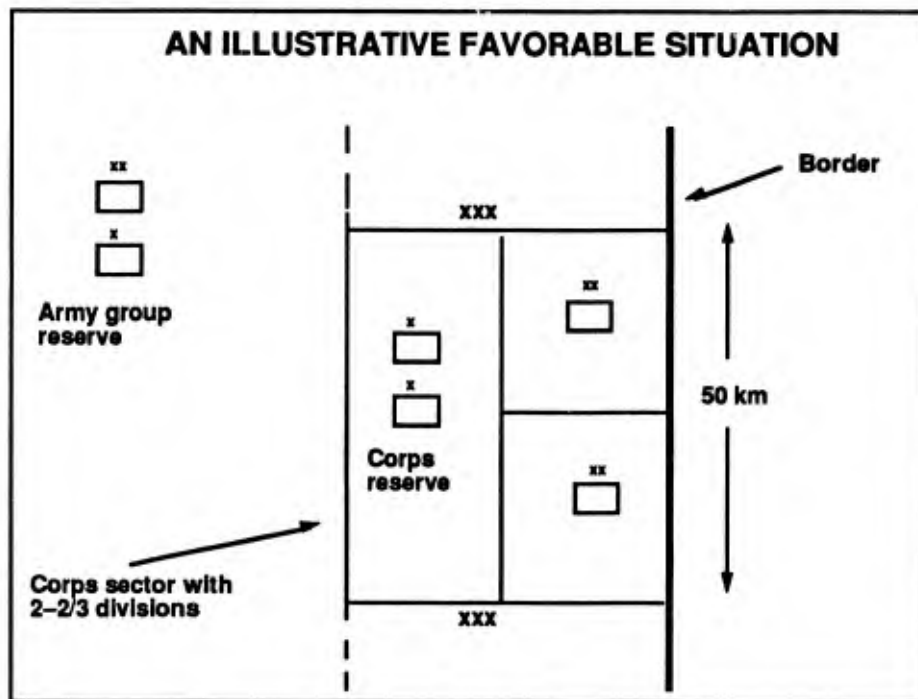 AN ILLUSTRATIVE FAVORABLE SITUATION
xx
x
Army group
reserve
xxx
Border
xx
x
x
Corps
reserve
50 km
xx
Corps sector with
2–2/3 divisions
xxx